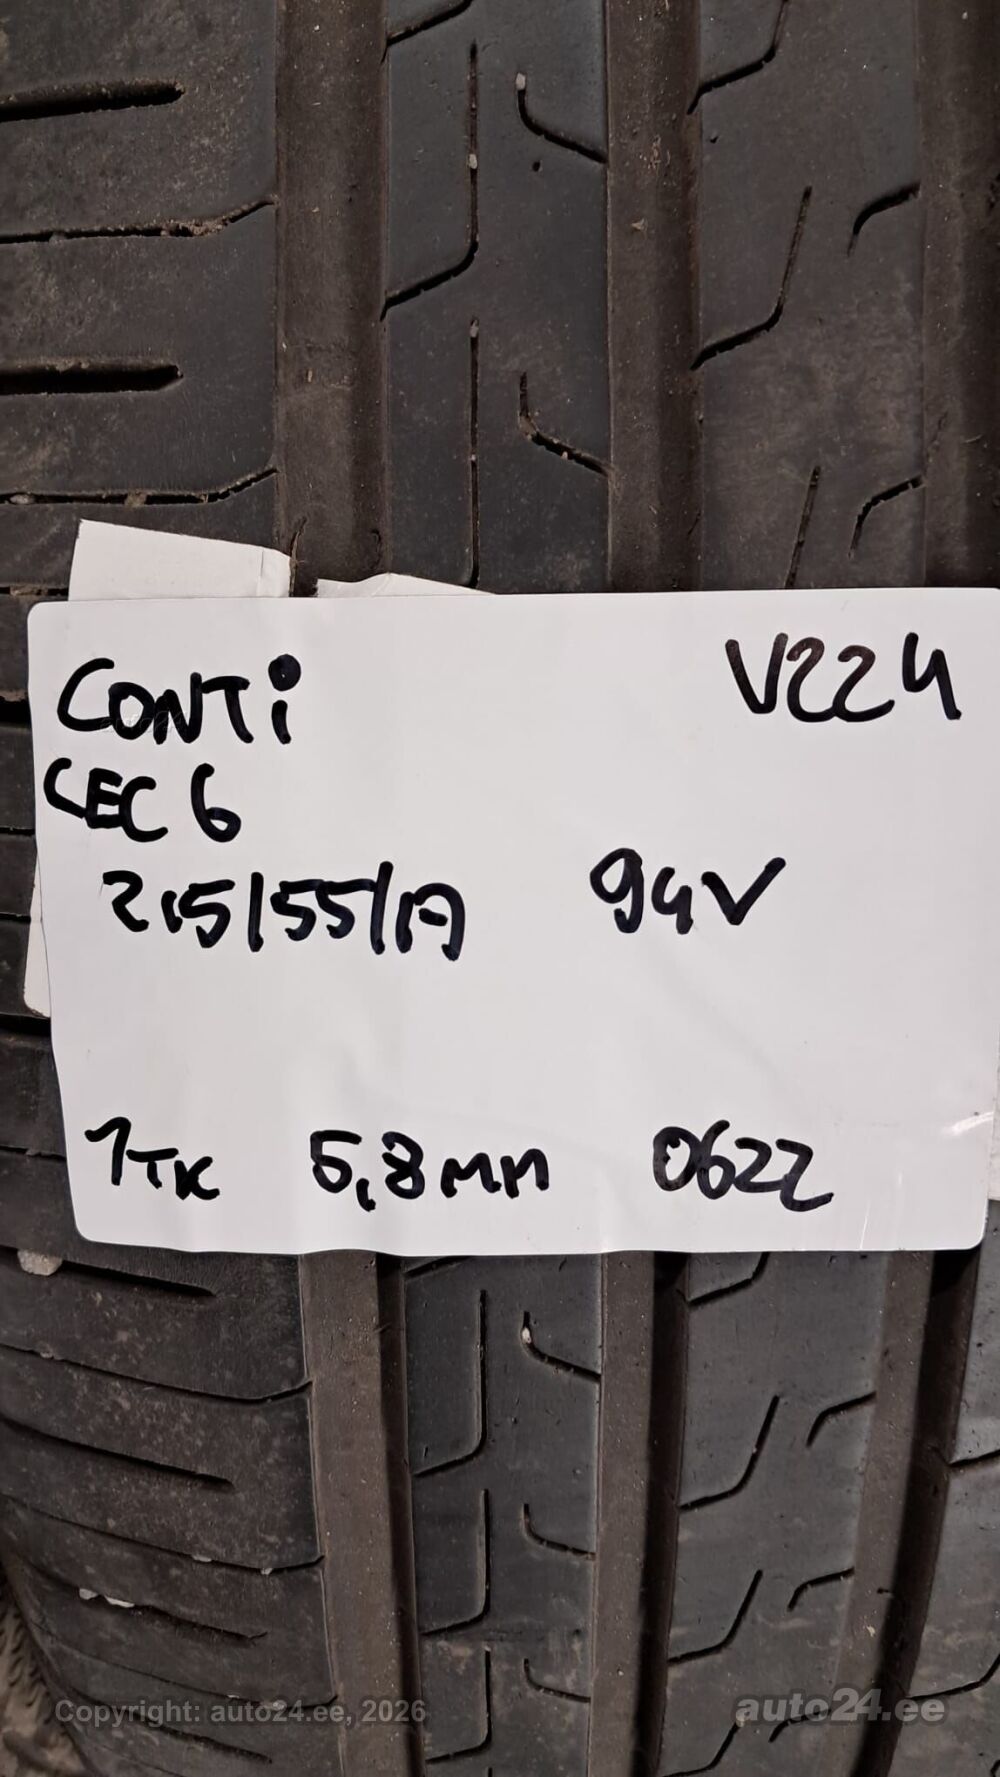 CONTi V224
CEC 6
215/55/17 94V
1TK 5,8mm 0622
Copyright: auto24.ee, 2026 auto24.ee